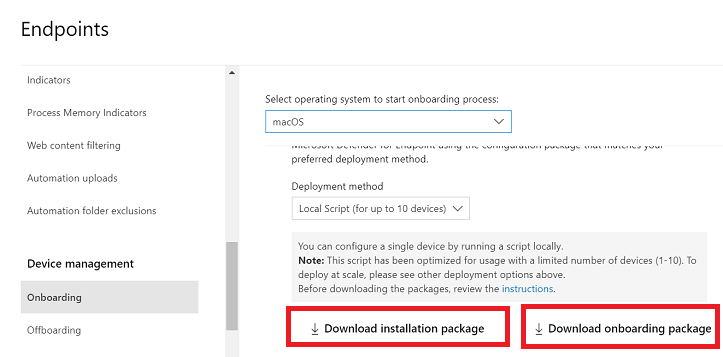 Endpoints
Indicators
Process Memory Indicators
Web content filtering
Automation uploads
Automation folder exclusions
Device management
Onboarding
Offboarding
Select operating system to start onboarding process:
macOS
Microsoft Defender for Endpoint using the configuration package that matches your
preferred deployment method.
Deployment method
Local Script (for up to 10 devices)
You can configure a single device by running a script locally.
Note: This script has been optimized for usage with a limited number of devices (1-10). To
deploy at scale, please see other deployment options above.
Before downloading the packages, review the instructions.
Download installation package
Download onboarding package